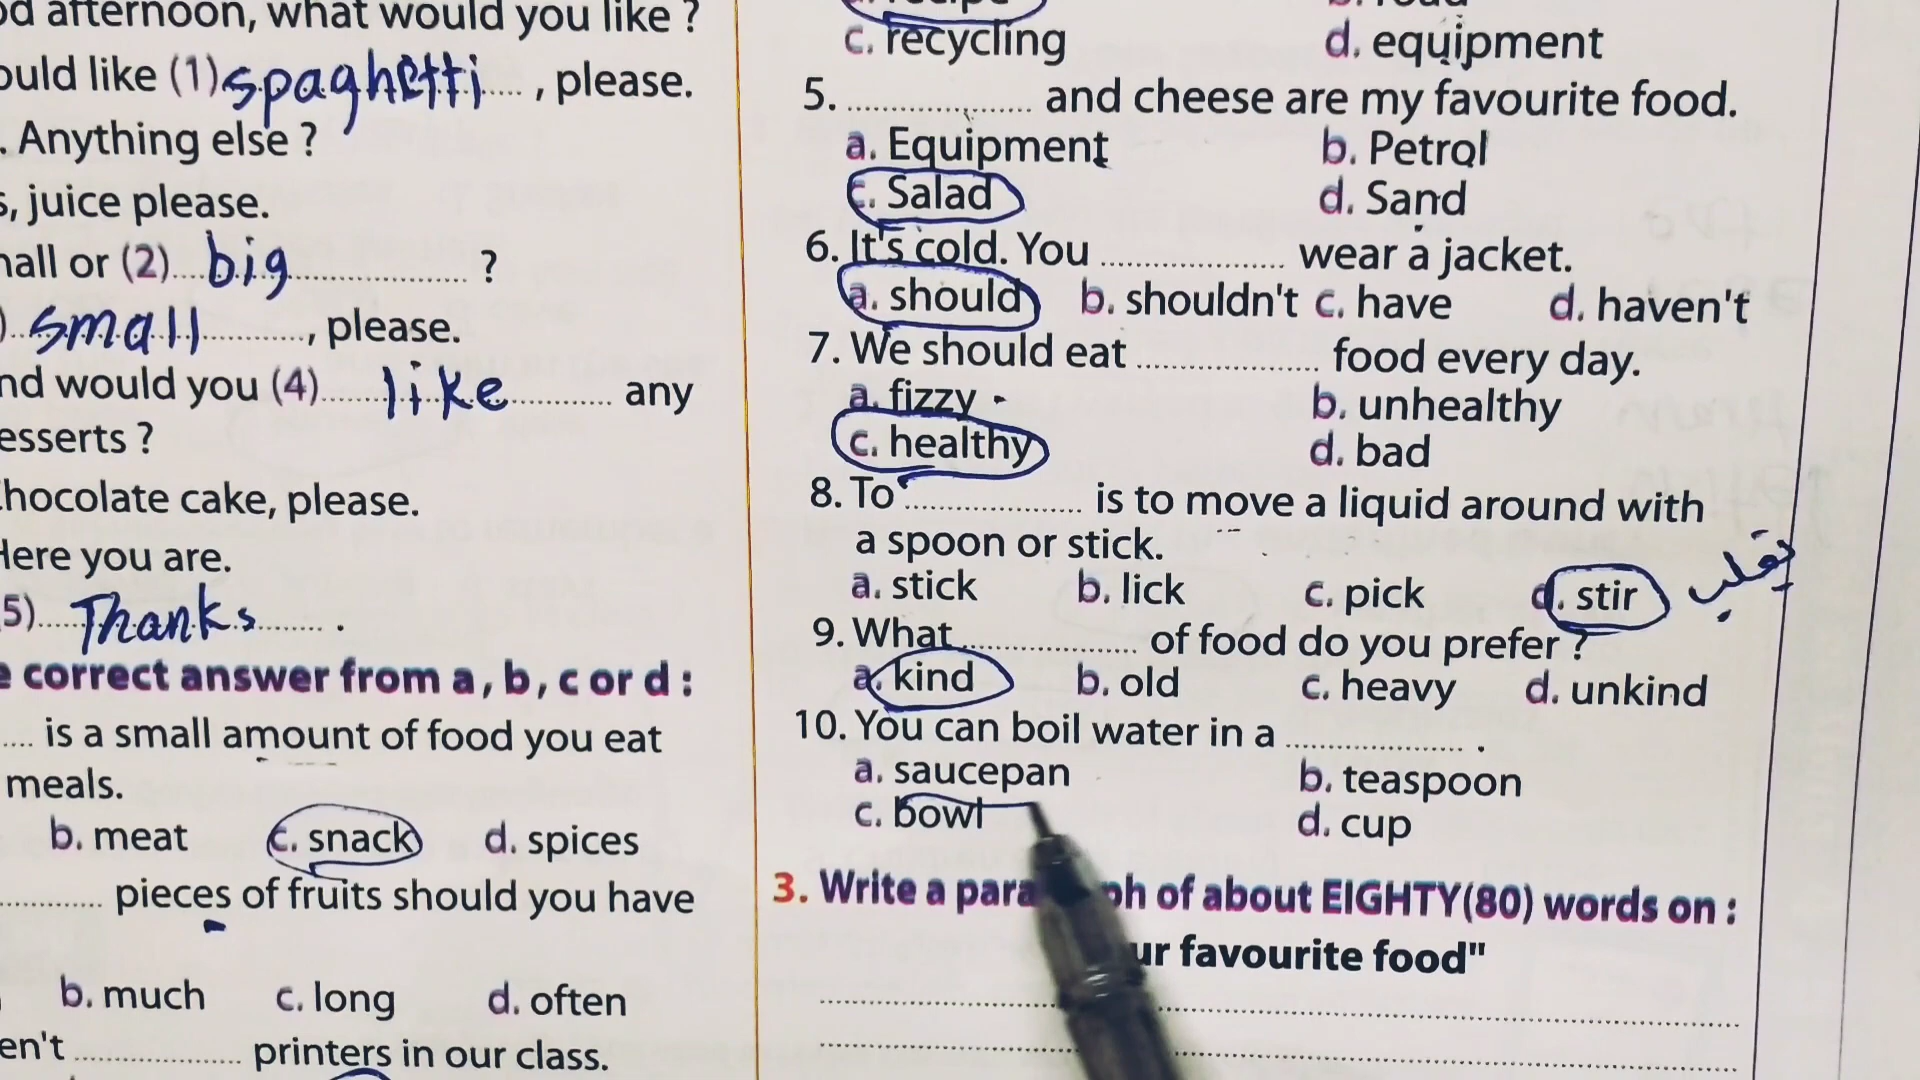 afternoon, what would you like ?
ould like (1) spaghetti , please.
. Anything else ?
s, juice please.
nall or (2) big ?
) small , please.
nd would you (4) like any
esserts ?
hocolate cake, please.
Here you are.
5) Thanks .
e correct answer from a , b , c or d :
.... is a small amount of food you eat
meals.
b. meat c. snack d. spices
............ pieces of fruits should you have
b. much c. long d. often
en't .................... printers in our class.
c. recycling d. equipment
5. ...................... and cheese are my favourite food.
a. Equipment b. Petrol
c. Salad d. Sand
6. It's cold. You ...................... wear a jacket.
a. should b. shouldn't c. have d. haven't
7. We should eat ...................... food every day.
a. fizzy b. unhealthy
c. healthy d. bad
8. To ...................... is to move a liquid around with
a spoon or stick.
a. stick b. lick c. pick d. stir
9. What ...................... of food do you prefer ?
a. kind b. old c. heavy d. unkind
10. You can boil water in a ...................... .
a. saucepan b. teaspoon
c. bowl d. cup
3. Write a para ph of about EIGHTY(80) words on :
ur favourite food"